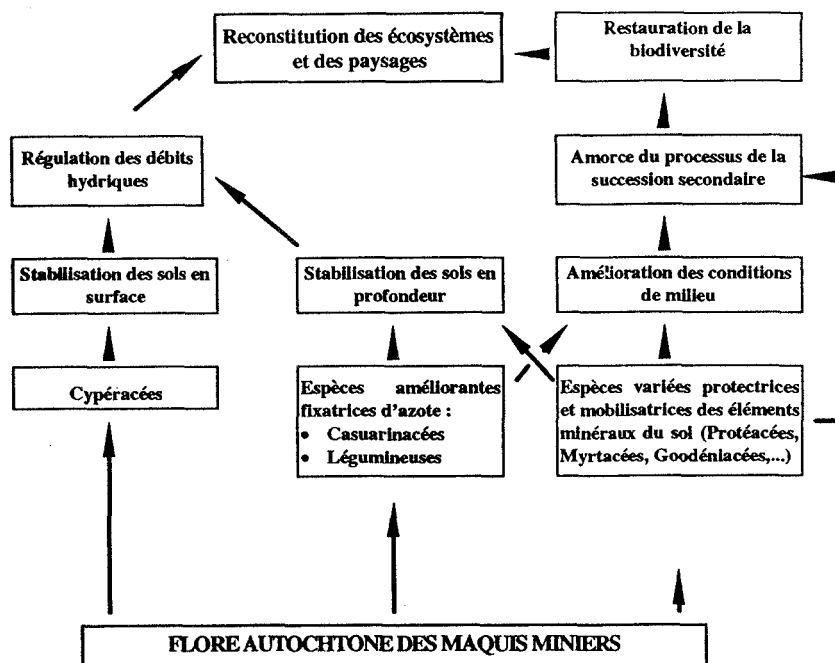 Reconstitution des écosystèmes
et des paysages
Restauration de la
biodiversité
Régulation des débits
hydriques
Amorce du processus de la
succession secondaire
Stabilisation des sols en
surface
Stabilisation des sols en
profondeur
Amélioration des conditions
de milieu
Cypéracées
Espèces améliorantes
fixatrices d'azote :
• Casuarinacées
• Légumineuses
Espèces variées protectrices
et mobilisatrices des éléments
minéraux du sol (Protéacées,
Myrtacées, Goodéniacées,...)
FLORE AUTOCHTONE DES MAQUIS MINIERS